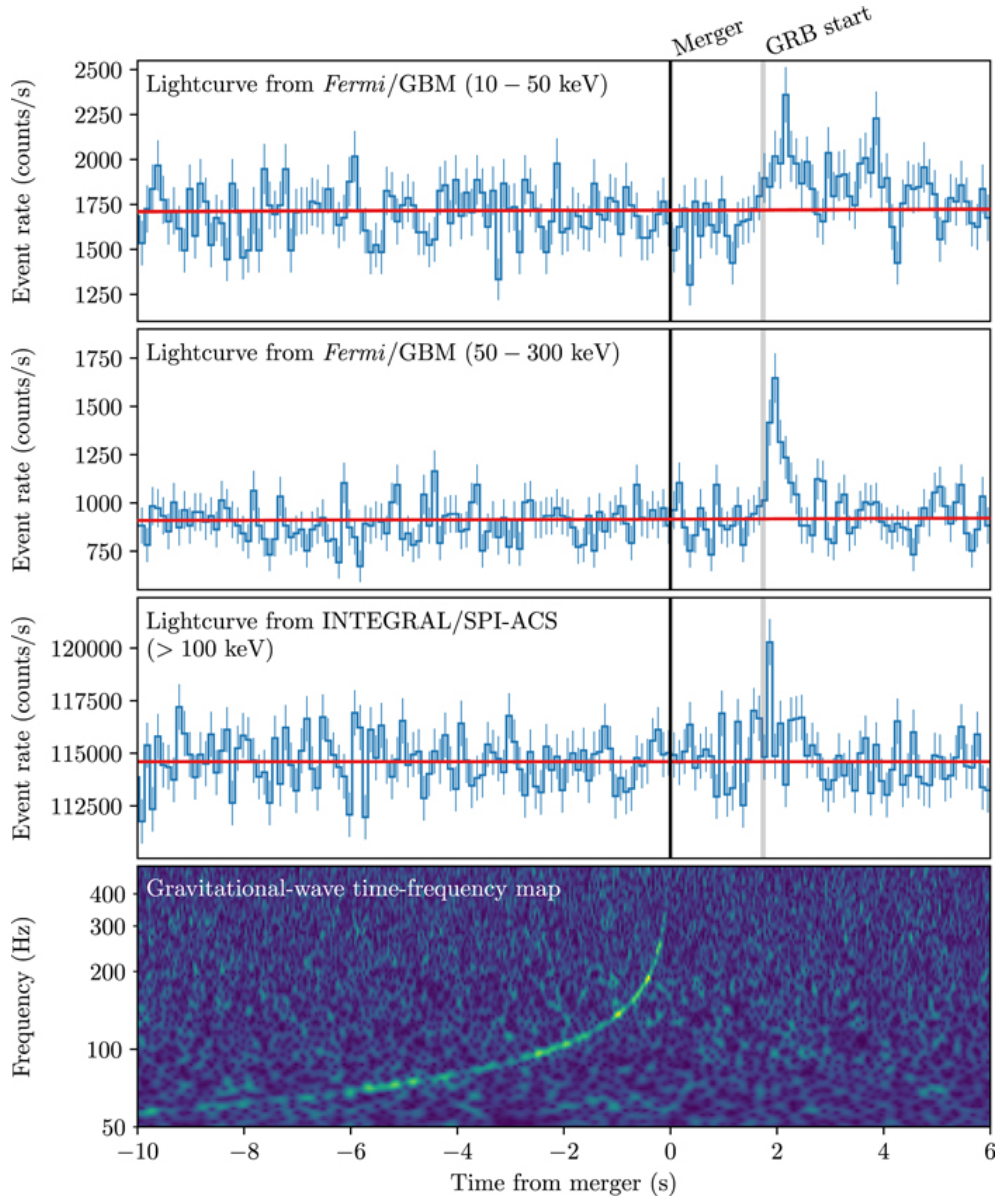 Merger
GRB start
Lightcurve from Fermi/GBM (10 − 50 keV)
2500
2250
2000
1750
1500
1250
Event rate (counts/s)
Lightcurve from Fermi/GBM (50 − 300 keV)
1750
1500
1250
1000
750
Event rate (counts/s)
Lightcurve from INTEGRAL/SPI-ACS
(> 100 keV)
120000
117500
115000
112500
Event rate (counts/s)
Gravitational-wave time-frequency map
400
300
200
100
50
Frequency (Hz)
−10 −8 −6 −4 −2 0 2 4 6
Time from merger (s)